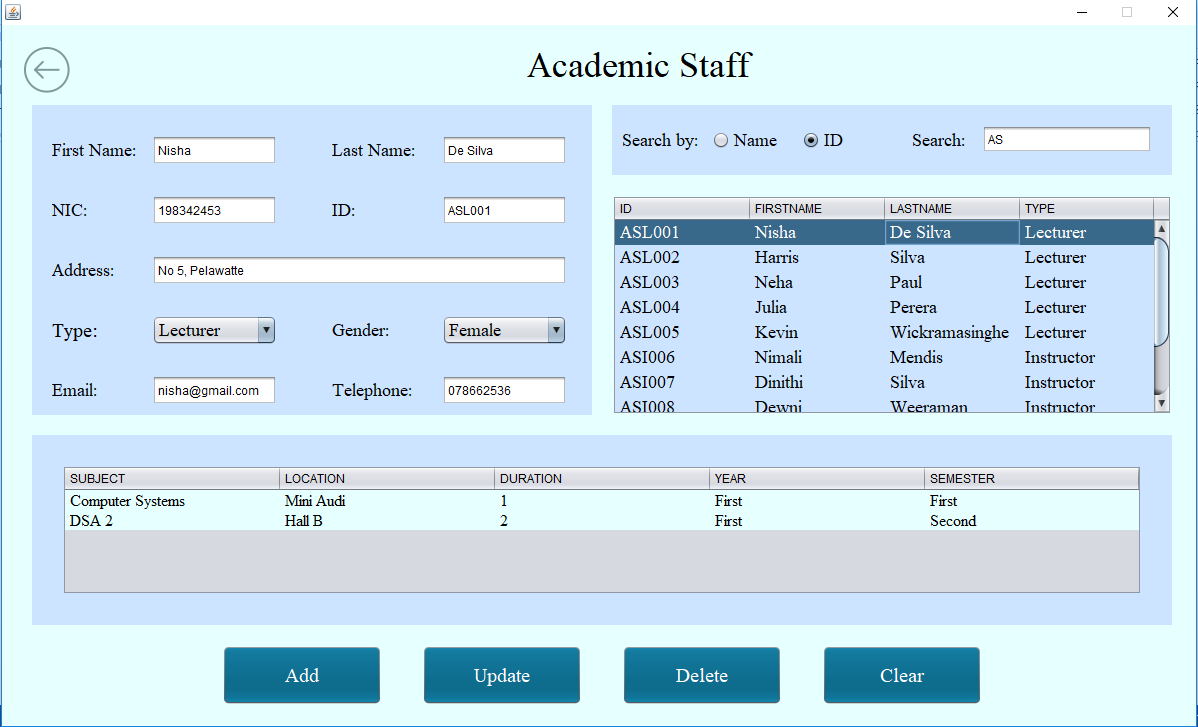 Academic Staff
First Name: Nisha Last Name: De Silva
NIC: 198342453 ID: ASL001
Address: No 5, Pelawatte
Type: Lecturer Gender: Female
Email: nisha@gmail.com Telephone: 078662536
Search by: Name ID Search: AS
ID FIRSTNAME LASTNAME TYPE
ASL001 Nisha De Silva Lecturer
ASL002 Harris Silva Lecturer
ASL003 Neha Paul Lecturer
ASL004 Julia Perera Lecturer
ASL005 Kevin Wickramasinghe Lecturer
ASI006 Nimali Mendis Instructor
ASI007 Dinithi Silva Instructor
ASI008 Dewni Weeraman Instructor
SUBJECT LOCATION DURATION YEAR SEMESTER
Computer Systems Mini Audi 1 First First
DSA 2 Hall B 2 First Second
Add Update Delete Clear